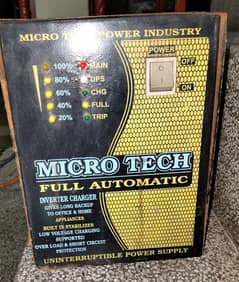 MICRO TECH POWER INDUSTRY
POWER
OFF
ON
100% MAIN
80% UPS
60% CHG
40% FULL
20% TRIP
MICRO TECH
FULL AUTOMATIC
INVERTER CHARGER
GIVES LONG BACKUP
TO OFFICE & HOME
APPLIANCES
BUILT IN STABILIZER
LOW VOLTAGE CHARGING
SUPPORTED
OVER LOAD & SHORT CIRCUIT
PROTECTION
UNINTERRUPTIBLE POWER SUPPLY